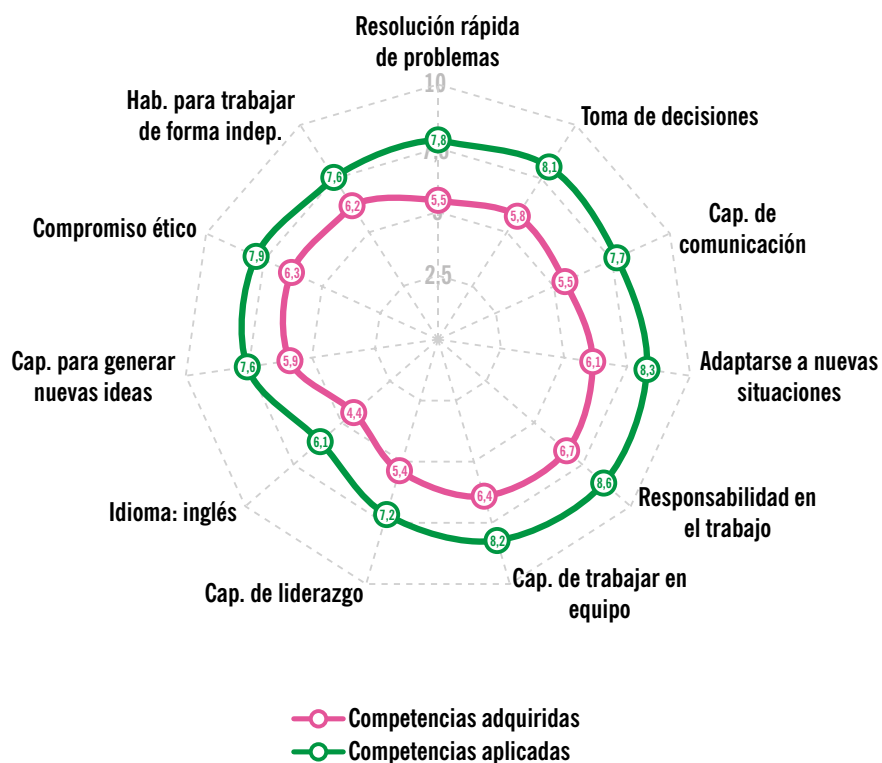 Resolución rápida
de problemas
10
Hab. para trabajar
de forma indep.
Toma de decisiones
7,8
7,6
8,1
6,2
5,5
5,8
Compromiso ético
Cap. de
comunicación
7,9
7,7
6,3
2,5
5,5
Cap. para generar
nuevas ideas
7,6
5,9
6,1
8,3
Adaptarse a nuevas
situaciones
4,4
6,1
6,7
5,4
6,4
8,6
Idioma: inglés
Responsabilidad en
el trabajo
7,2
8,2
Cap. de liderazgo
Cap. de trabajar en
equipo
Competencias adquiridas
Competencias aplicadas